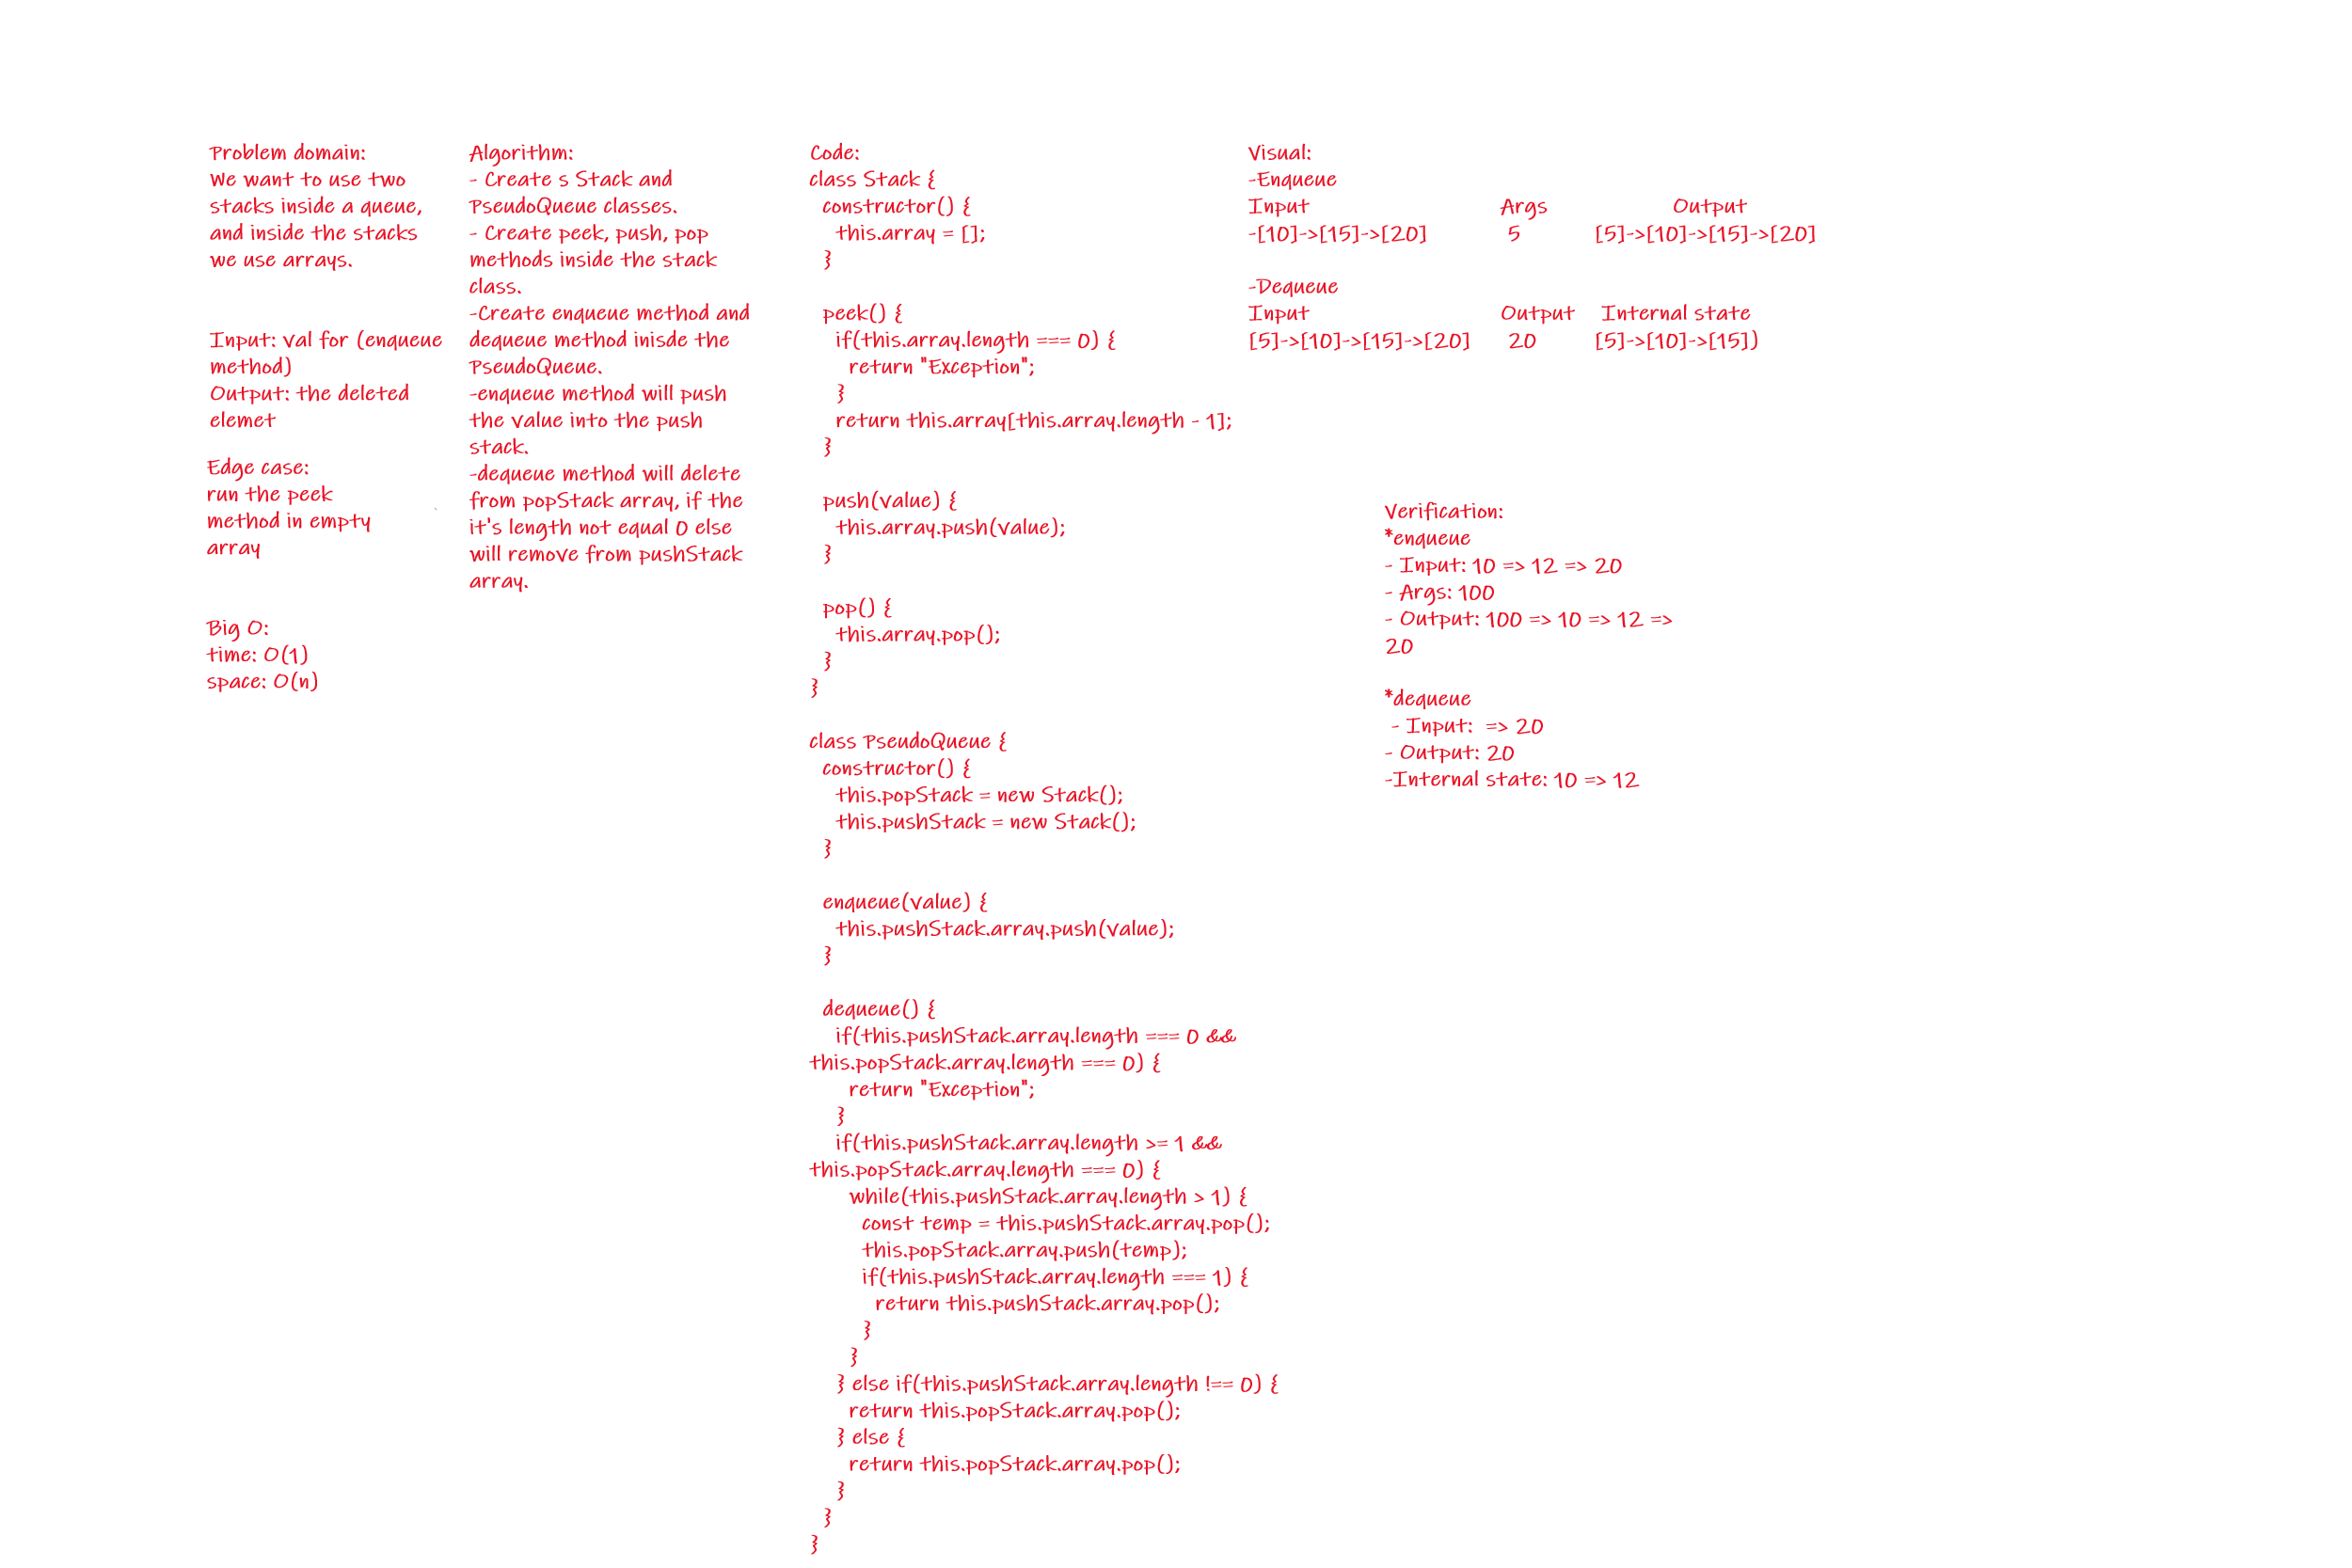 Problem domain:
We want to use two
stacks inside a queue,
and inside the stacks
we use arrays.
Input: val for (enqueue
method)
Output: the deleted
elemet
Edge case:
run the peek
method in empty
array
Big O:
time: O(1)
space: O(n)
Algorithm:
- Create s Stack and
PseudoQueue classes.
- Create peek, push, pop
methods inside the stack
class.
-Create enqueue method and
dequeue method inisde the
PseudoQueue.
-enqueue method will push
the value into the push
stack.
-dequeue method will delete
from popStack array, if the
it's length not equal 0 else
will remove from pushStack
array.
Code:
class Stack {
constructor() {
this.array = [];
}
peek() {
if(this.array.length === 0) {
return "Exception";
}
return this.array[this.array.length - 1];
}
push(value) {
this.array.push(value);
}
pop() {
this.array.pop();
}
}
class PseudoQueue {
constructor() {
this.popStack = new Stack();
this.pushStack = new Stack();
}
enqueue(value) {
this.pushStack.array.push(value);
}
dequeue() {
if(this.pushStack.array.length === 0 &&
this.popStack.array.length === 0) {
return "Exception";
}
if(this.pushStack.array.length >= 1 &&
this.popStack.array.length === 0) {
while(this.pushStack.array.length > 1) {
const temp = this.pushStack.array.pop();
this.popStack.array.push(temp);
if(this.pushStack.array.length === 1) {
return this.pushStack.array.pop();
}
}
} else if(this.pushStack.array.length !== 0) {
return this.popStack.array.pop();
} else {
return this.popStack.array.pop();
}
}
}
Visual:
-Enqueue
Input Args Output
-[10]->[15]->[20] 5 [5]->[10]->[15]->[20]
-Dequeue
Input Output Internal state
[5]->[10]->[15]->[20] 20 [5]->[10]->[15])
Verification:
*enqueue
- Input: 10 => 12 => 20
- Args: 100
- Output: 100 => 10 => 12 =>
20
*dequeue
- Input: => 20
- Output: 20
-Internal state: 10 => 12